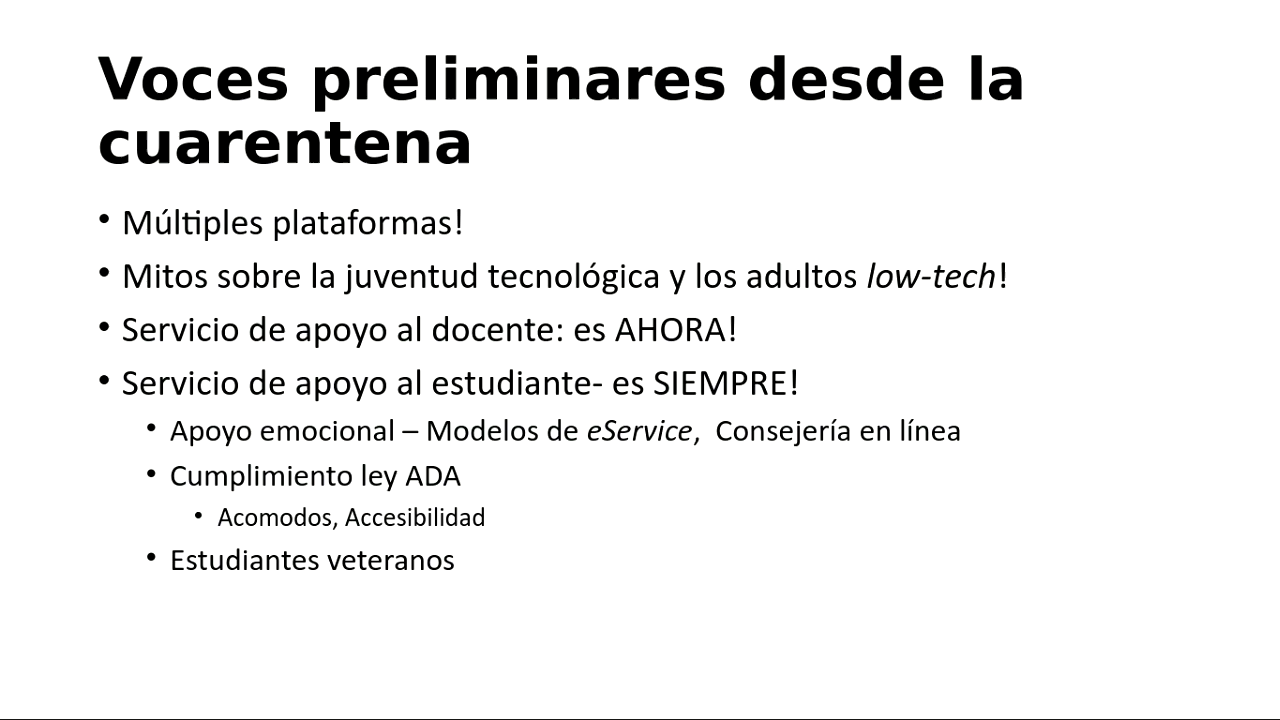 Voces preliminares desde la
cuarentena
• Múltiples plataformas!
• Mitos sobre la juventud tecnológica y los adultos low-tech!
• Servicio de apoyo al docente: es AHORA!
• Servicio de apoyo al estudiante- es SIEMPRE!
• Apoyo emocional – Modelos de eService,  Consejería en línea
• Cumplimiento ley ADA
• Acomodos, Accesibilidad
• Estudiantes veteranos